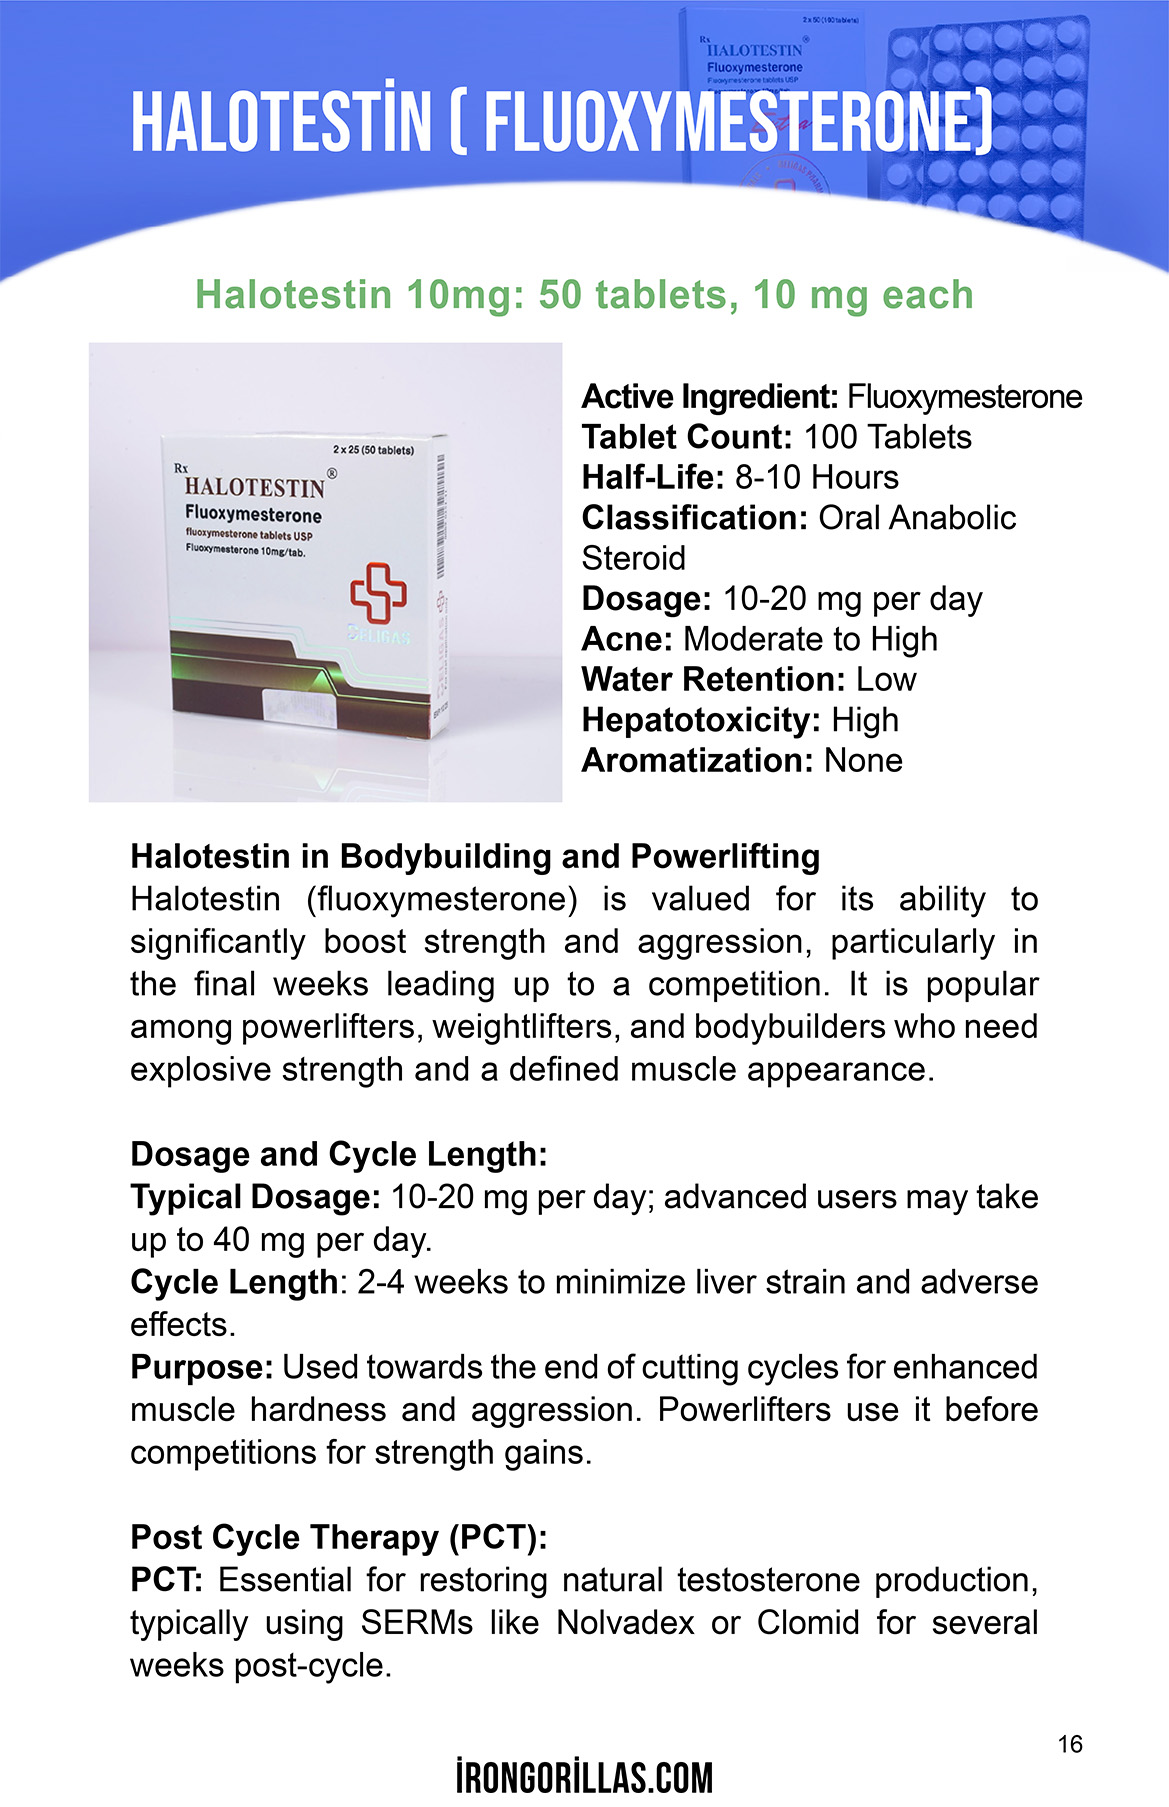 2 x 50 (100 tablets)
Rx
HALOTESTIN ®
Fluoxymesterone
Fluoxymesterone tablets USP
HALOTESTİN ( FLUOXYMESTERONE)
Halotestin 10mg: 50 tablets, 10 mg each
2 x 25 (50 tablets)
Rx
HALOTESTIN ®
Fluoxymesterone
fluoxymesterone tablets USP
Fluoxymesterone 10mg/tab.
BELIGAS
Active Ingredient: Fluoxymesterone
Tablet Count: 100 Tablets
Half-Life: 8-10 Hours
Classification: Oral Anabolic
Steroid
Dosage: 10-20 mg per day
Acne: Moderate to High
Water Retention: Low
Hepatotoxicity: High
Aromatization: None
Halotestin in Bodybuilding and Powerlifting
Halotestin (fluoxymesterone) is valued for its ability to
significantly boost strength and aggression, particularly in
the final weeks leading up to a competition. It is popular
among powerlifters, weightlifters, and bodybuilders who need
explosive strength and a defined muscle appearance.
Dosage and Cycle Length:
Typical Dosage: 10-20 mg per day; advanced users may take
up to 40 mg per day.
Cycle Length: 2-4 weeks to minimize liver strain and adverse
effects.
Purpose: Used towards the end of cutting cycles for enhanced
muscle hardness and aggression. Powerlifters use it before
competitions for strength gains.
Post Cycle Therapy (PCT):
PCT: Essential for restoring natural testosterone production,
typically using SERMs like Nolvadex or Clomid for several
weeks post-cycle.
16
İRONGORİLLAS.COM